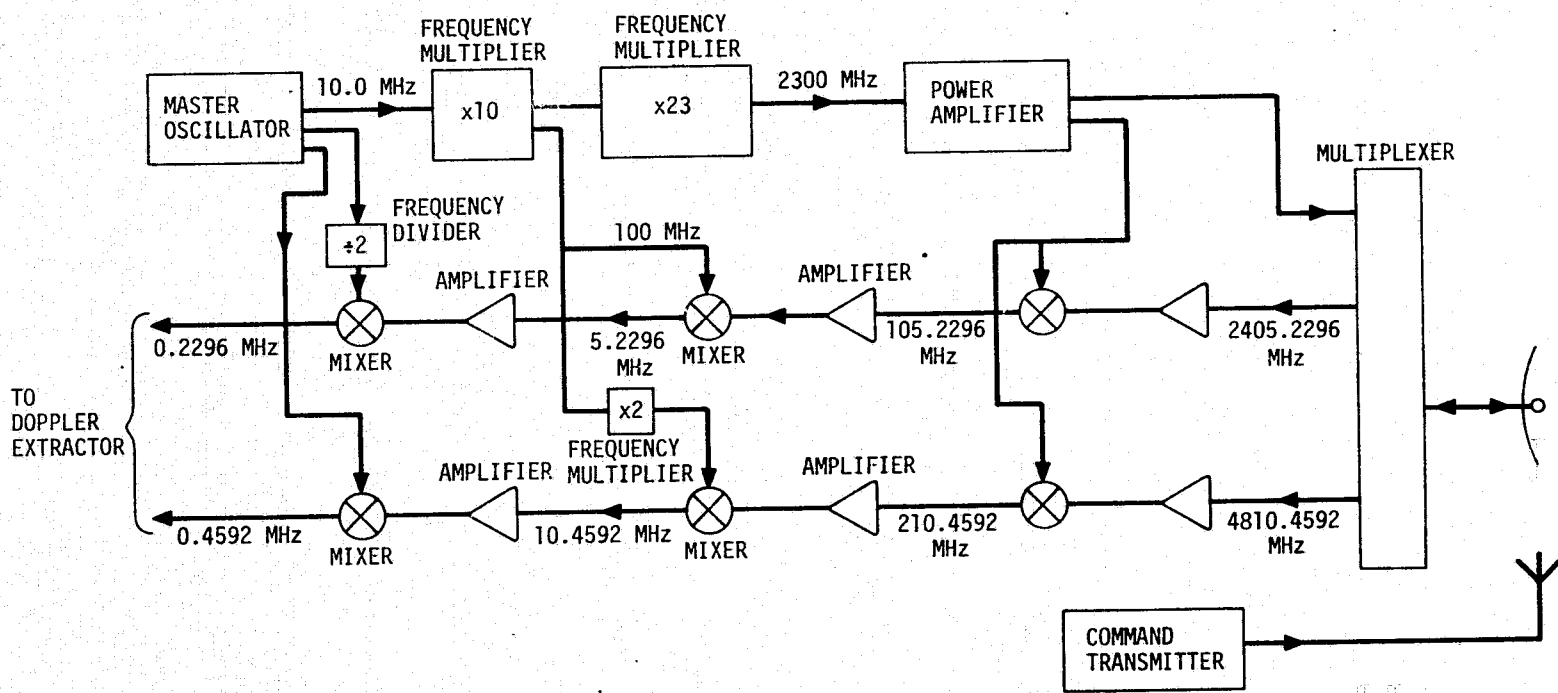 FREQUENCY
MULTIPLIER
FREQUENCY
MULTIPLIER
MASTER
OSCILLATOR
10.0 MHz
x10
x23
2300 MHz
POWER
AMPLIFIER
MULTIPLEXER
FREQUENCY
DIVIDER
÷2
100 MHz
AMPLIFIER
AMPLIFIER
0.2296 MHz
MIXER
5.2296
MHz
MIXER
105.2296
MHz
2405.2296
MHz
TO
DOPPLER
EXTRACTOR
x2
FREQUENCY
MULTIPLIER
AMPLIFIER
AMPLIFIER
0.4592 MHz
MIXER
10.4592 MHz
MIXER
210.4592
MHz
4810.4592
MHz
COMMAND
TRANSMITTER